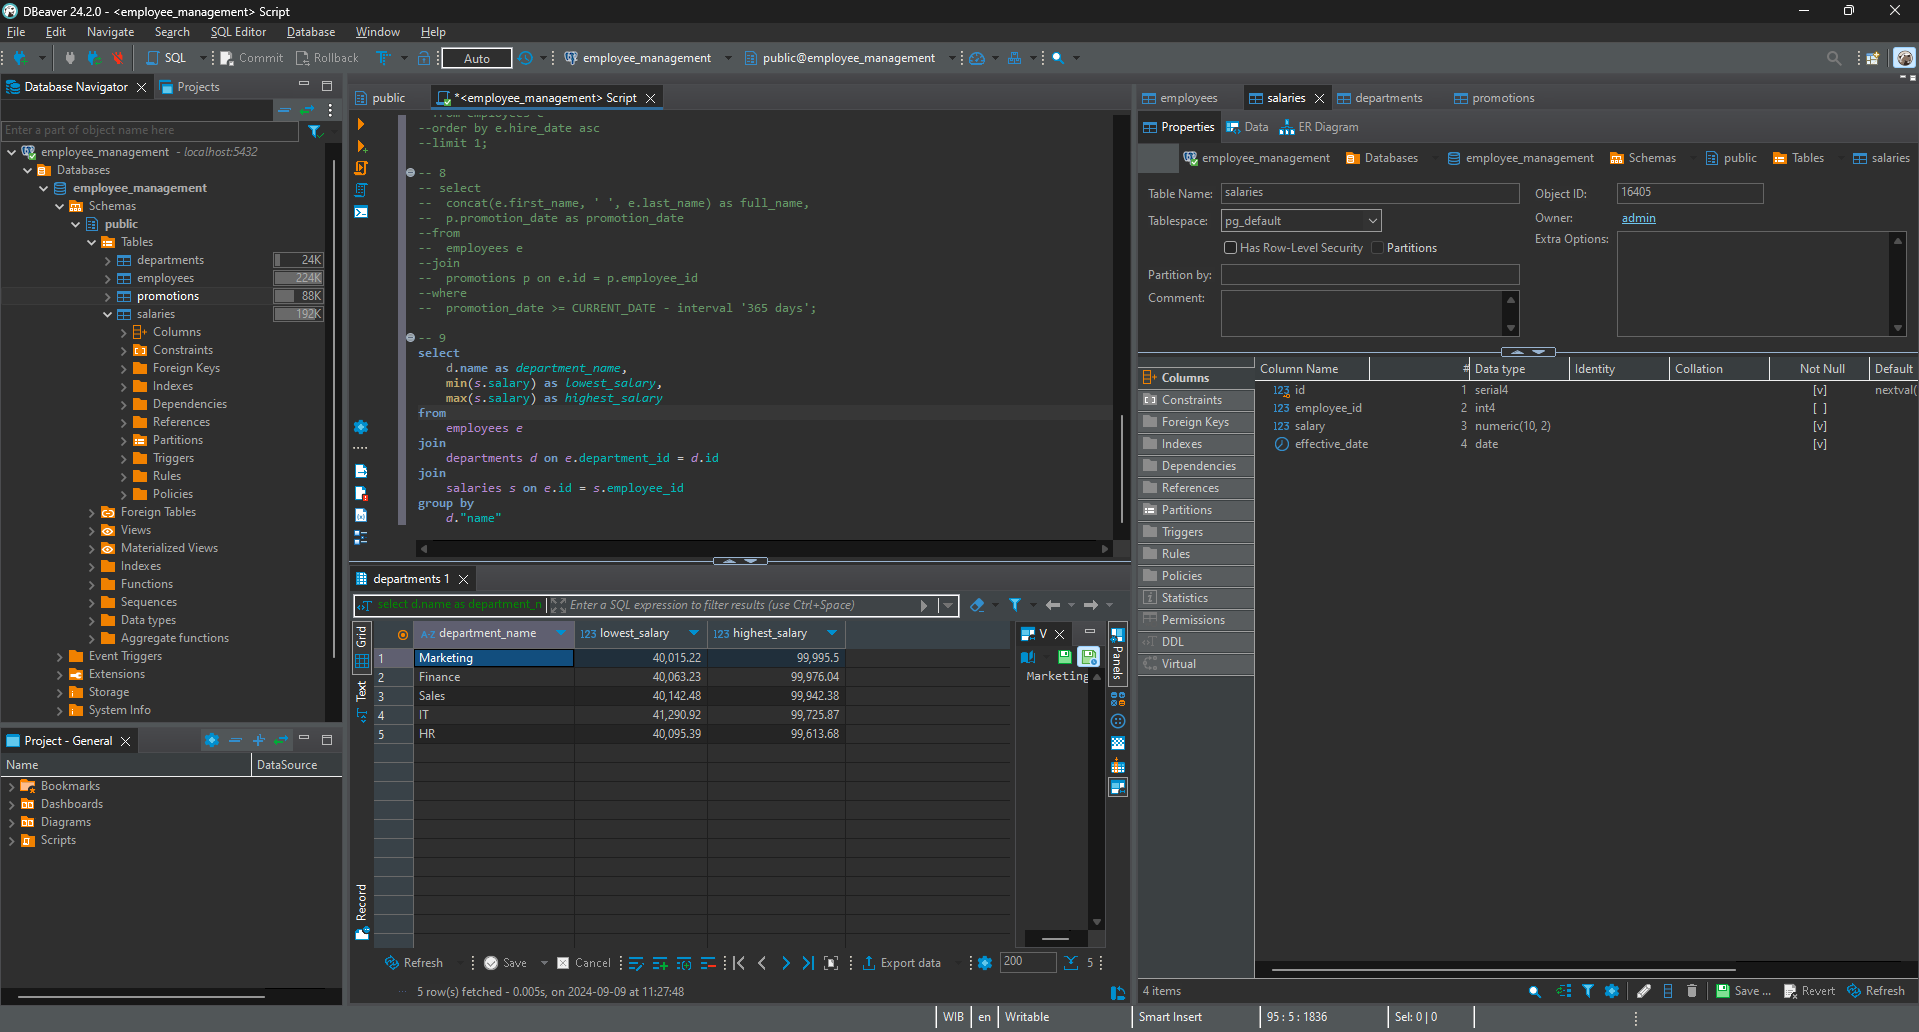 DBeaver 24.2.0 - <employee_management> Script
File Edit Navigate Search SQL Editor Database Window Help
SQL Commit Rollback Auto employee_management public@employee_management
Database Navigator Projects
Enter a part of object name here
employee_management - localhost:5432
Databases
employee_management
Schemas
public
Tables
departments 24K
employees 224K
promotions 88K
salaries 192K
Columns
Constraints
Foreign Keys
Indexes
Dependencies
References
Partitions
Triggers
Rules
Policies
Foreign Tables
Views
Materialized Views
Indexes
Functions
Sequences
Data types
Aggregate functions
Event Triggers
Extensions
Storage
System Info
Project - General
Name DataSource
Bookmarks
Dashboards
Diagrams
Scripts
public *<employee_management> Script
--from employees e
--order by e.hire_date asc
--limit 1;
-- 8
-- select
--  concat(e.first_name, ' ', e.last_name) as full_name,
--  p.promotion_date as promotion_date
--from
--  employees e
--join
--  promotions p on e.id = p.employee_id
--where
--  promotion_date >= CURRENT_DATE - interval '365 days';
-- 9
select
d.name as department_name,
min(s.salary) as lowest_salary,
max(s.salary) as highest_salary
from
employees e
join
departments d on e.department_id = d.id
join
salaries s on e.id = s.employee_id
group by
d."name"
departments 1
select d.name as department_n Enter a SQL expression to filter results (use Ctrl+Space)
Grid
Text
Record
A-Z department_name 123 lowest_salary 123 highest_salary
1 Marketing 40,015.22 99,995.5
2 Finance 40,063.23 99,976.04
3 Sales 40,142.48 99,942.38
4 IT 41,290.92 99,725.87
5 HR 40,095.39 99,613.68
V
Marketing
Panels
Refresh Save Cancel Export data 200 5
5 row(s) fetched - 0.005s, on 2024-09-09 at 11:27:48
employees salaries departments promotions
Properties Data ER Diagram
employee_management Databases employee_management Schemas public Tables salaries
Table Name: salaries Object ID: 16405
Tablespace: pg_default Owner: admin
Has Row-Level Security Partitions Extra Options:
Partition by:
Comment:
Columns
Constraints
Foreign Keys
Indexes
Dependencies
References
Partitions
Triggers
Rules
Policies
Statistics
Permissions
DDL
Virtual
Column Name # Data type Identity Collation Not Null Default
123 id 1 serial4 [v] nextval(
123 employee_id 2 int4 [ ]
123 salary 3 numeric(10, 2) [v]
effective_date 4 date [v]
4 items Save ... Revert Refresh
WIB en Writable Smart Insert 95 : 5 : 1836 Sel: 0 | 0